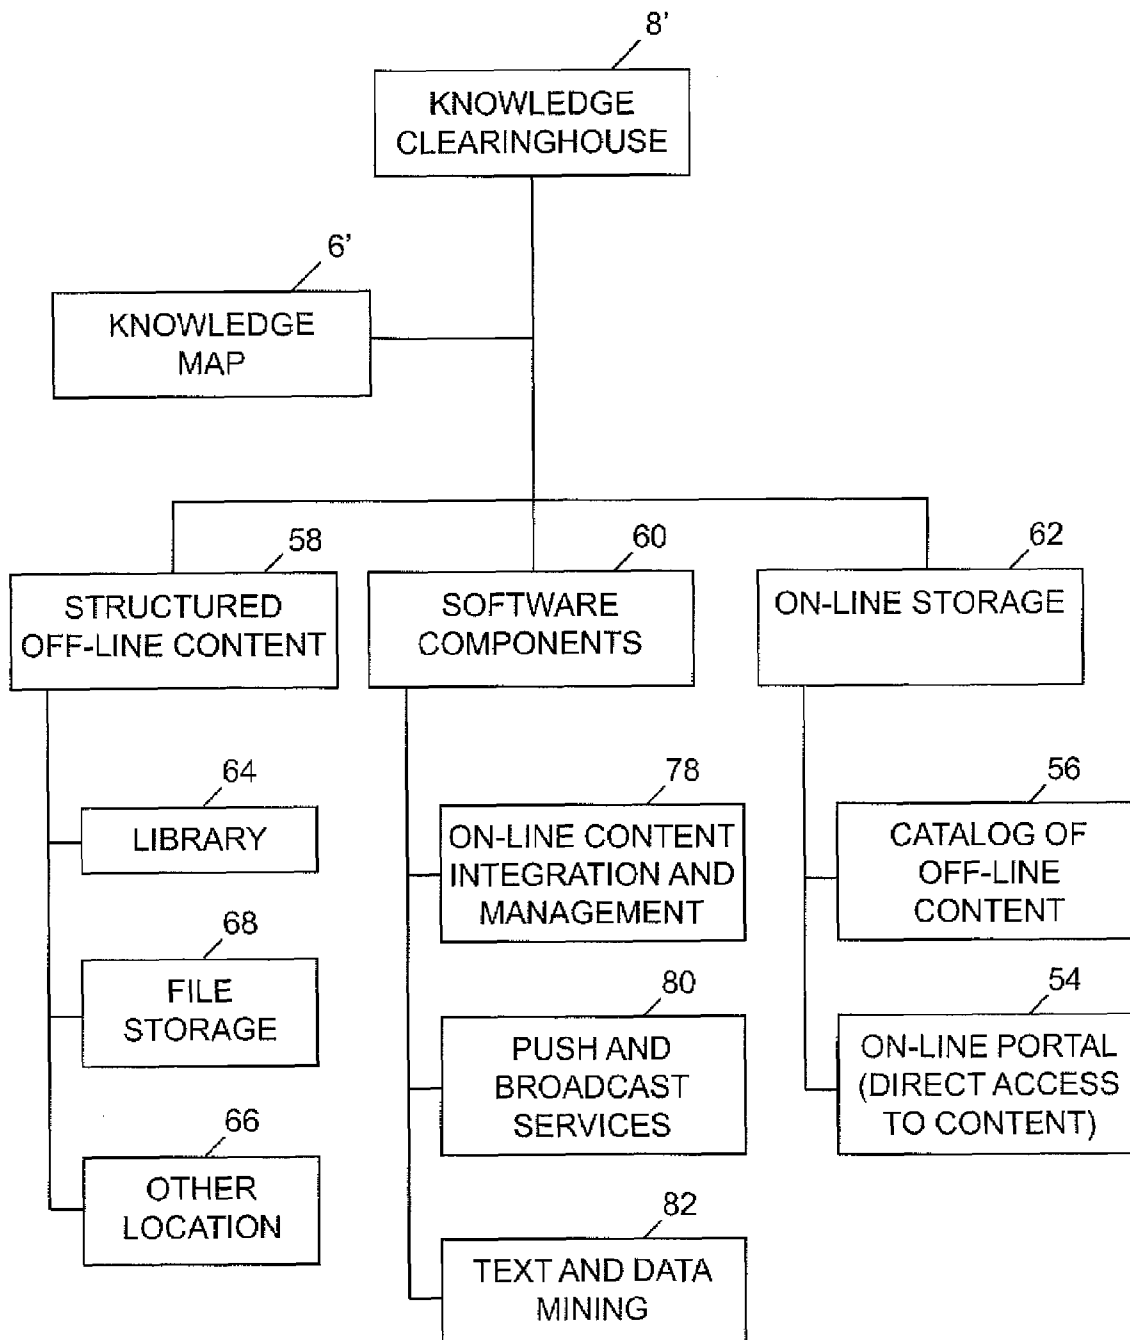 8’
KNOWLEDGE
CLEARINGHOUSE
6’
KNOWLEDGE
MAP
58
STRUCTURED
OFF-LINE CONTENT
60
SOFTWARE
COMPONENTS
62
ON-LINE STORAGE
64
LIBRARY
68
FILE
STORAGE
66
OTHER
LOCATION
78
ON-LINE CONTENT
INTEGRATION AND
MANAGEMENT
80
PUSH AND
BROADCAST
SERVICES
82
TEXT AND DATA
MINING
56
CATALOG OF
OFF-LINE
CONTENT
54
ON-LINE PORTAL
(DIRECT ACCESS
TO CONTENT)